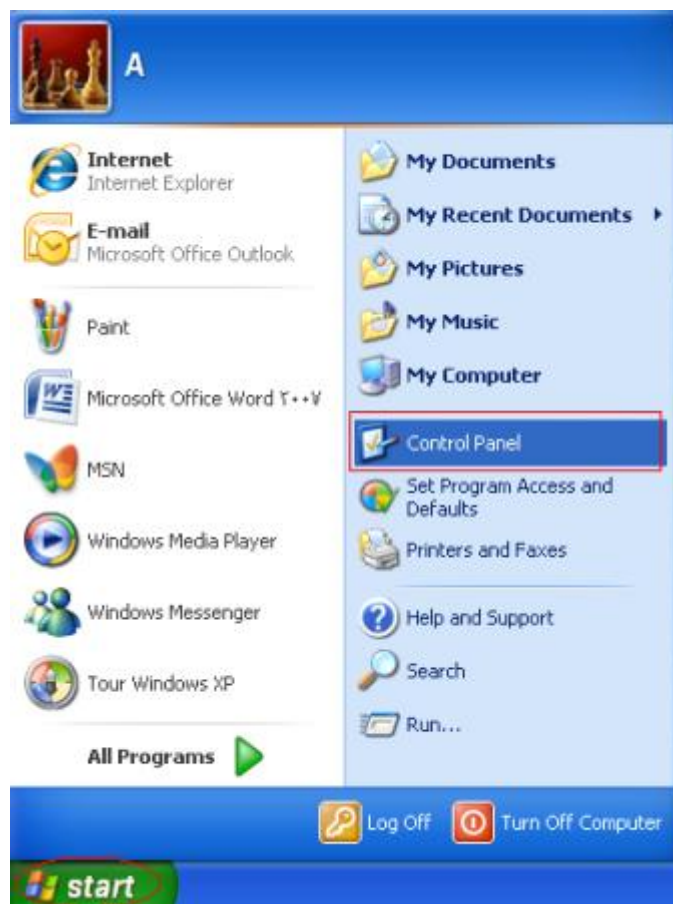 A
Internet
Internet Explorer
E-mail
Microsoft Office Outlook
Paint
Microsoft Office Word ۲۰۰۷
MSN
Windows Media Player
Windows Messenger
Tour Windows XP
All Programs
My Documents
My Recent Documents
My Pictures
My Music
My Computer
Control Panel
Set Program Access and
Defaults
Printers and Faxes
Help and Support
Search
Run...
Log Off
Turn Off Computer
start